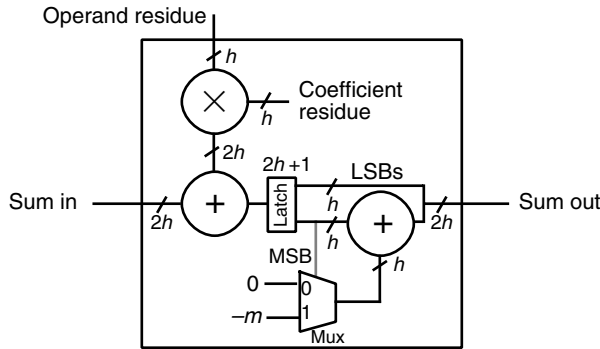 Operand residue
h
×
Coefficient
residue
h
2h
2h+1
LSBs
Sum in
2h
+
Latch
h
h
+
2h
Sum out
MSB
h
0
0
–m
1
Mux